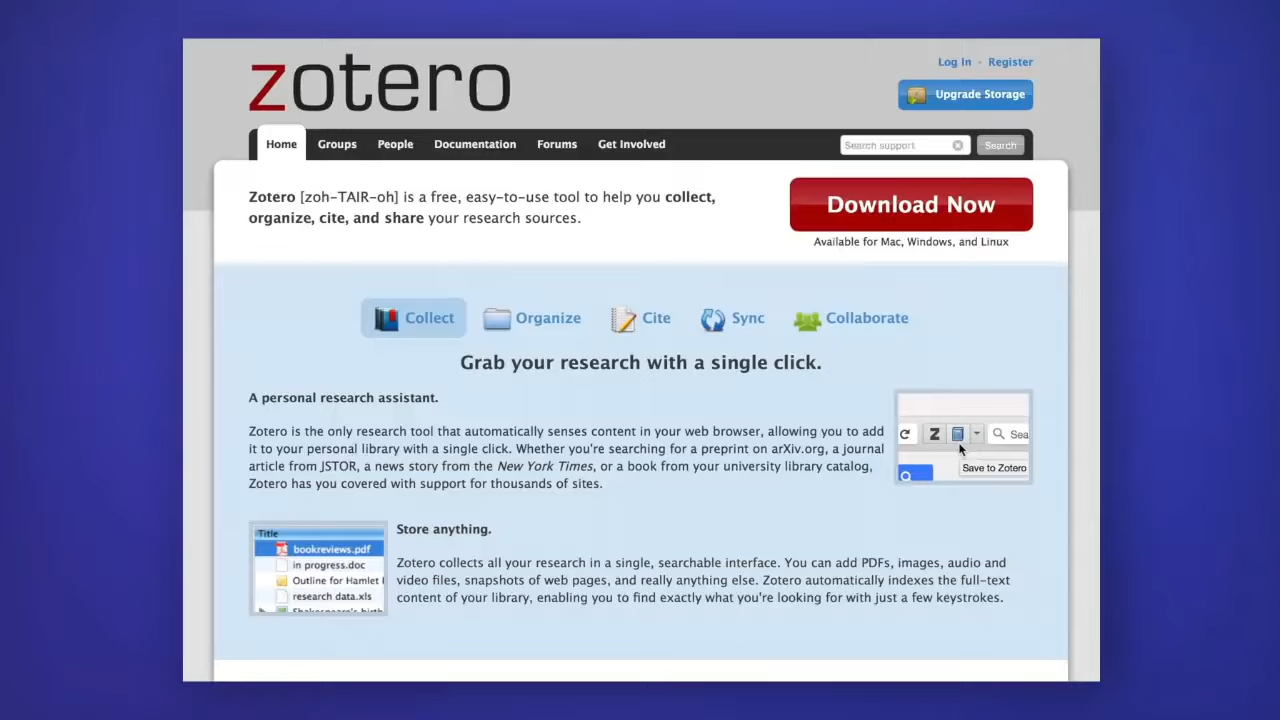 zotero
Log In · Register
Upgrade Storage
Home Groups People Documentation Forums Get Involved
Search support
Search
Zotero [zoh-TAIR-oh] is a free, easy-to-use tool to help you collect,
organize, cite, and share your research sources.
Download Now
Available for Mac, Windows, and Linux
Collect Organize Cite Sync Collaborate
Grab your research with a single click.
A personal research assistant.
Zotero is the only research tool that automatically senses content in your web browser, allowing you to add
it to your personal library with a single click. Whether you're searching for a preprint on arXiv.org, a journal
article from JSTOR, a news story from the New York Times, or a book from your university library catalog,
Zotero has you covered with support for thousands of sites.
Z
Sea
Save to Zotero
Title
bookreviews.pdf
in progress.doc
Outline for Hamlet
research data.xls
Store anything.
Zotero collects all your research in a single, searchable interface. You can add PDFs, images, audio and
video files, snapshots of web pages, and really anything else. Zotero automatically indexes the full-text
content of your library, enabling you to find exactly what you're looking for with just a few keystrokes.